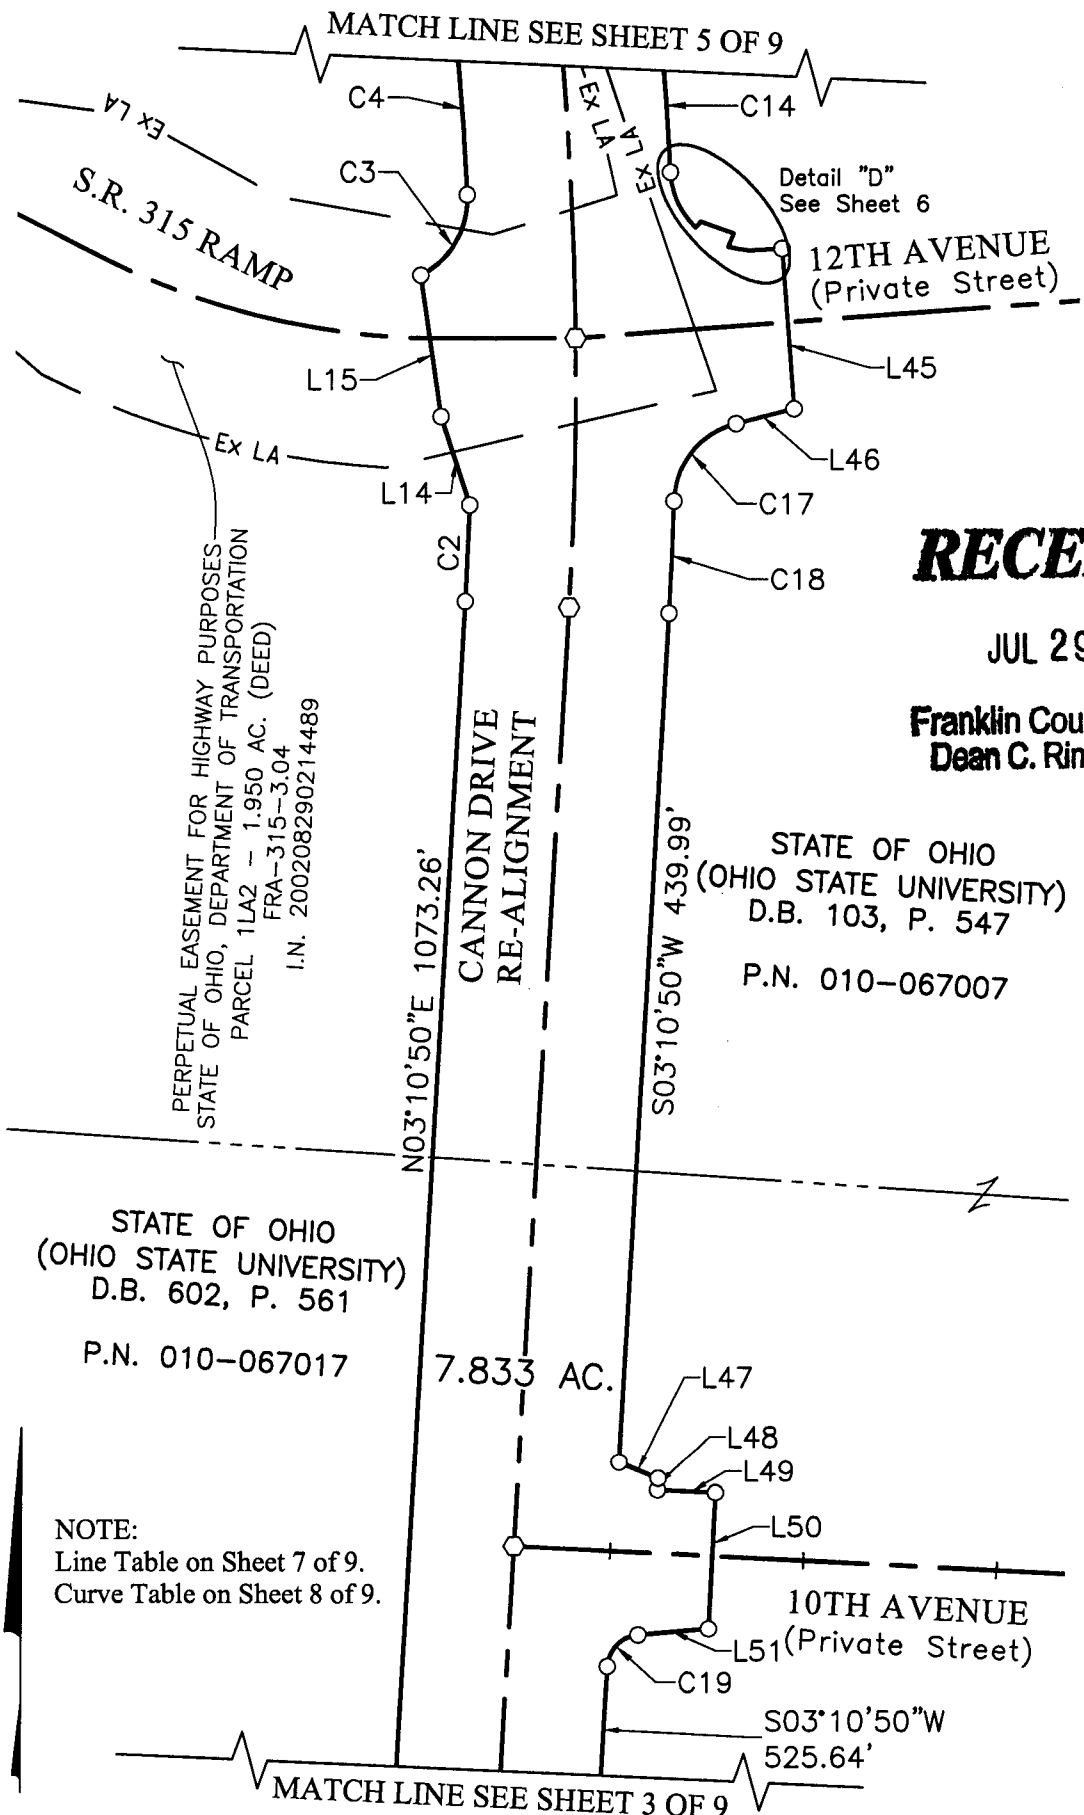 MATCH LINE SEE SHEET 5 OF 9
C4
C14
Ex LA
Ex LA
Ex LA
C3
Detail "D"
See Sheet 6
S.R. 315 RAMP
12TH AVENUE
(Private Street)
L15
L45
Ex LA
L46
L14
C17
C2
C18
RECE
JUL 29
Franklin Cou
Dean C. Rin
PERPETUAL EASEMENT FOR HIGHWAY PURPOSES
STATE OF OHIO, DEPARTMENT OF TRANSPORTATION
PARCEL 1LA2 - 1.950 AC. (DEED)
FRA-315-3.04
I.N. 200208290214489
CANNON DRIVE
RE-ALIGNMENT
N03°10'50"E 1073.26'
S03°10'50"W 439.99'
STATE OF OHIO
(OHIO STATE UNIVERSITY)
D.B. 103, P. 547
P.N. 010-067007
STATE OF OHIO
(OHIO STATE UNIVERSITY)
D.B. 602, P. 561
P.N. 010-067017
7.833 AC.
L47
L48
L49
L50
NOTE:
Line Table on Sheet 7 of 9.
Curve Table on Sheet 8 of 9.
10TH AVENUE
(Private Street)
L51
C19
S03°10'50"W
525.64'
MATCH LINE SEE SHEET 3 OF 9